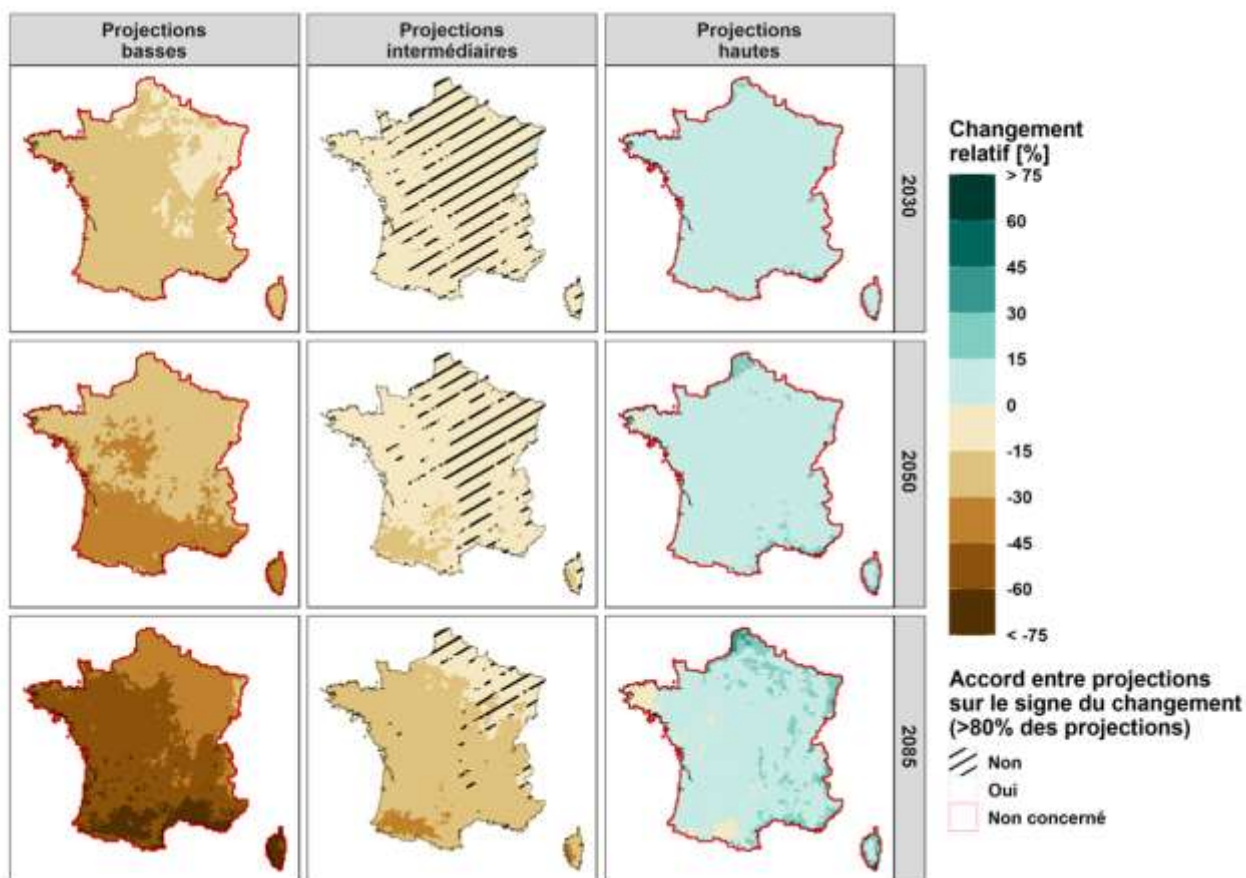 Projections
basses
Projections
intermédiaires
Projections
hautes
2030
2050
2085
Changement
relatif [%]
> 75
60
45
30
15
0
-15
-30
-45
-60
< -75
Accord entre projections
sur le signe du changement
(>80% des projections)
Non
Oui
Non concerné